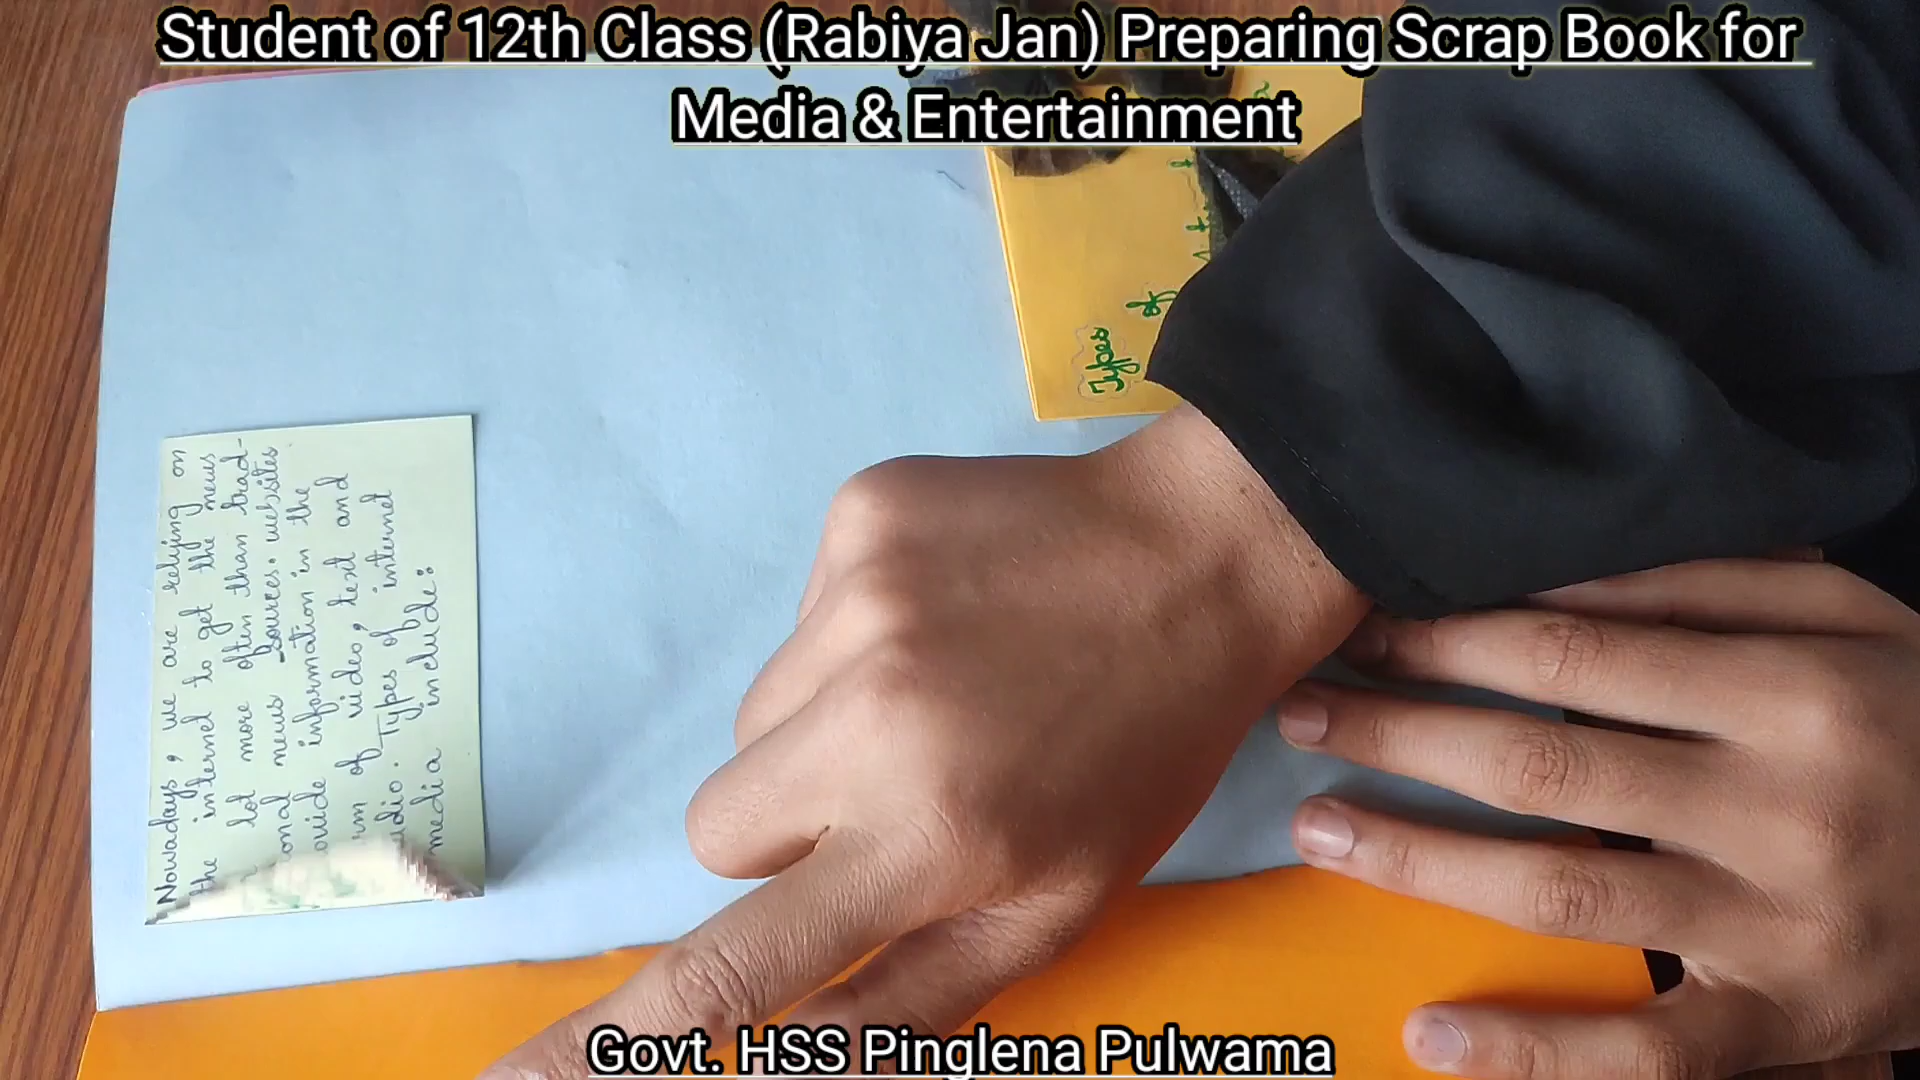 Student of 12th Class (Rabiya Jan) Preparing Scrap Book for
Media & Entertainment
Types
of
Nowadays, we are relying on
the internet to get the news
lot more often than trad-
onal news sources. websites
ovide information in the
rm of video, text and
udio. Types of internet
media include:
Govt. HSS Pinglena Pulwama